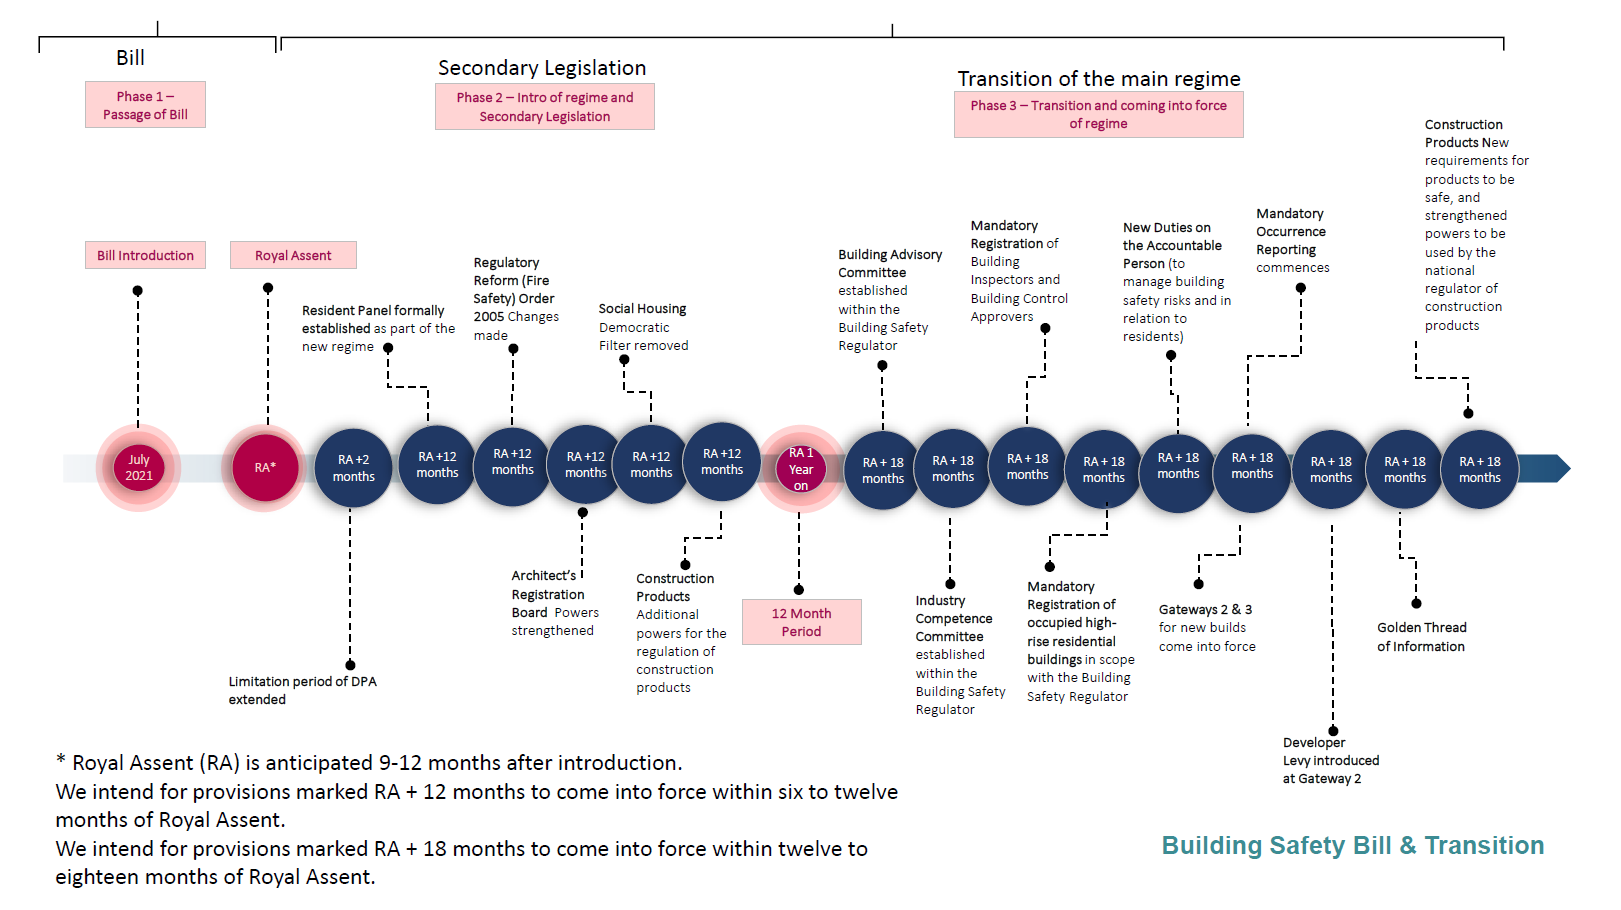 Bill
Phase 1 –
Passage of Bill
Secondary Legislation
Phase 2 – Intro of regime and
Secondary Legislation
Transition of the main regime
Phase 3 – Transition and coming into force
of regime
Bill Introduction
Royal Assent
Resident Panel formally
established as part of the
new regime
Regulatory
Reform (Fire
Safety) Order
2005 Changes
made
Social Housing
Democratic
Filter removed
Building Advisory
Committee
established
within the
Building Safety
Regulator
Mandatory
Registration of
Building
Inspectors and
Building Control
Approvers
New Duties on
the Accountable
Person (to
manage building
safety risks and in
relation to
residents)
Mandatory
Occurrence
Reporting
commences
Construction
Products New
requirements for
products to be
safe, and
strengthened
powers to be
used by the
national
regulator of
construction
products
July
2021
RA*
RA +2
months
RA +12
months
RA +12
months
RA +12
months
RA +12
months
RA +12
months
RA 1
Year
on
RA + 18
months
RA + 18
months
RA + 18
months
RA + 18
months
RA + 18
months
RA + 18
months
RA + 18
months
RA + 18
months
RA + 18
months
Limitation period of DPA
extended
Architect's
Registration
Board Powers
strengthened
Construction
Products
Additional
powers for the
regulation of
construction
products
12 Month
Period
Industry
Competence
Committee
established
within the
Building Safety
Regulator
Mandatory
Registration of
occupied high-
rise residential
buildings in scope
with the Building
Safety Regulator
Gateways 2 & 3
for new builds
come into force
Developer
Levy introduced
at Gateway 2
Golden Thread
of Information
* Royal Assent (RA) is anticipated 9-12 months after introduction.
We intend for provisions marked RA + 12 months to come into force within six to twelve
months of Royal Assent.
We intend for provisions marked RA + 18 months to come into force within twelve to
eighteen months of Royal Assent.
Building Safety Bill & Transition